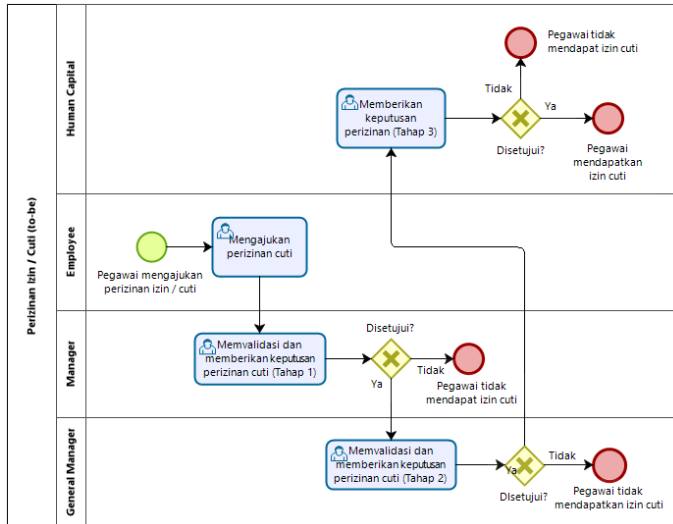 Perizinan Izin / Cuti (to-be)
Human Capital
Memberikan
keputusan
perizinan (Tahap 3)
Tidak
Pegawai tidak
mendapat izin cuti
Ya
Disetujui?
Pegawai
mendapatkan
izin cuti
Employee
Pegawai mengajukan
perizinan izin / cuti
Mengajukan
perizinan cuti
Manager
Memvalidasi dan
memberikan keputusan
perizinan cuti (Tahap 1)
Disetujui?
Ya
Tidak
Pegawai tidak
mendapat izin cuti
General Manager
Memvalidasi dan
memberikan keputusan
perizinan cuti (Tahap 2)
Ya
DIsetujui?
Tidak
Pegawai tidak
mendapatkan izin cuti